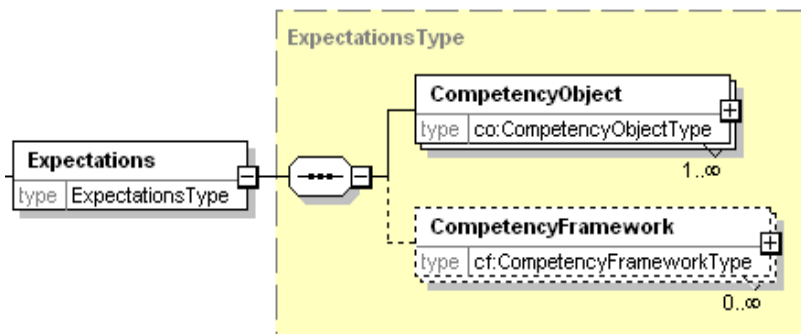 ExpectationsType
CompetencyObject
type co:CompetencyObjectType
1..∞
Expectations
type ExpectationsType
CompetencyFramework
type cf:CompetencyFrameworkType
0..∞